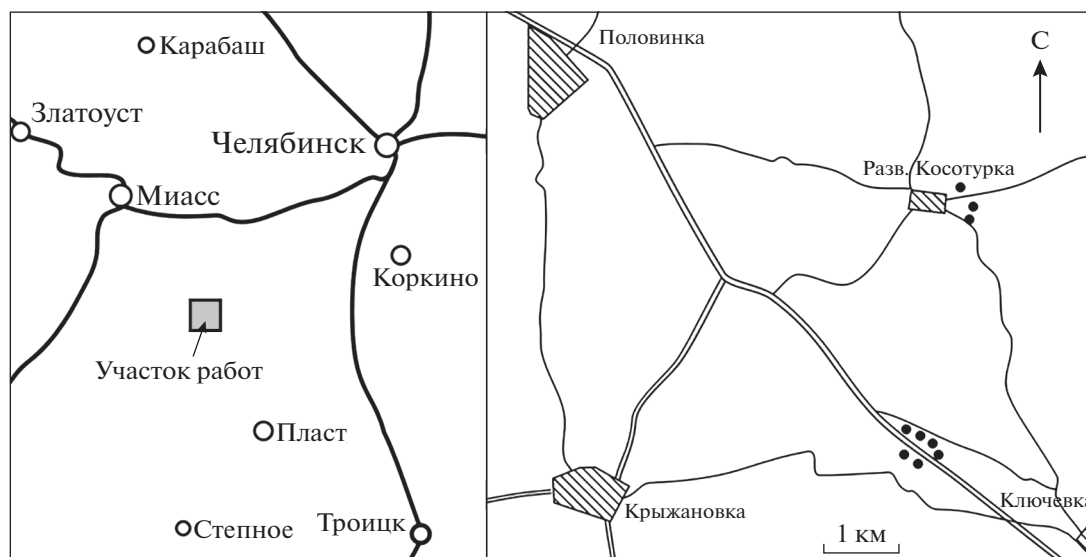 Карабаш
Златоуст
Челябинск
Миасс
Коркино
Участок работ
Пласт
Степное
Троицк
Половинка
С
Разв. Косотурка
Ключевка
Крыжановка
1 км